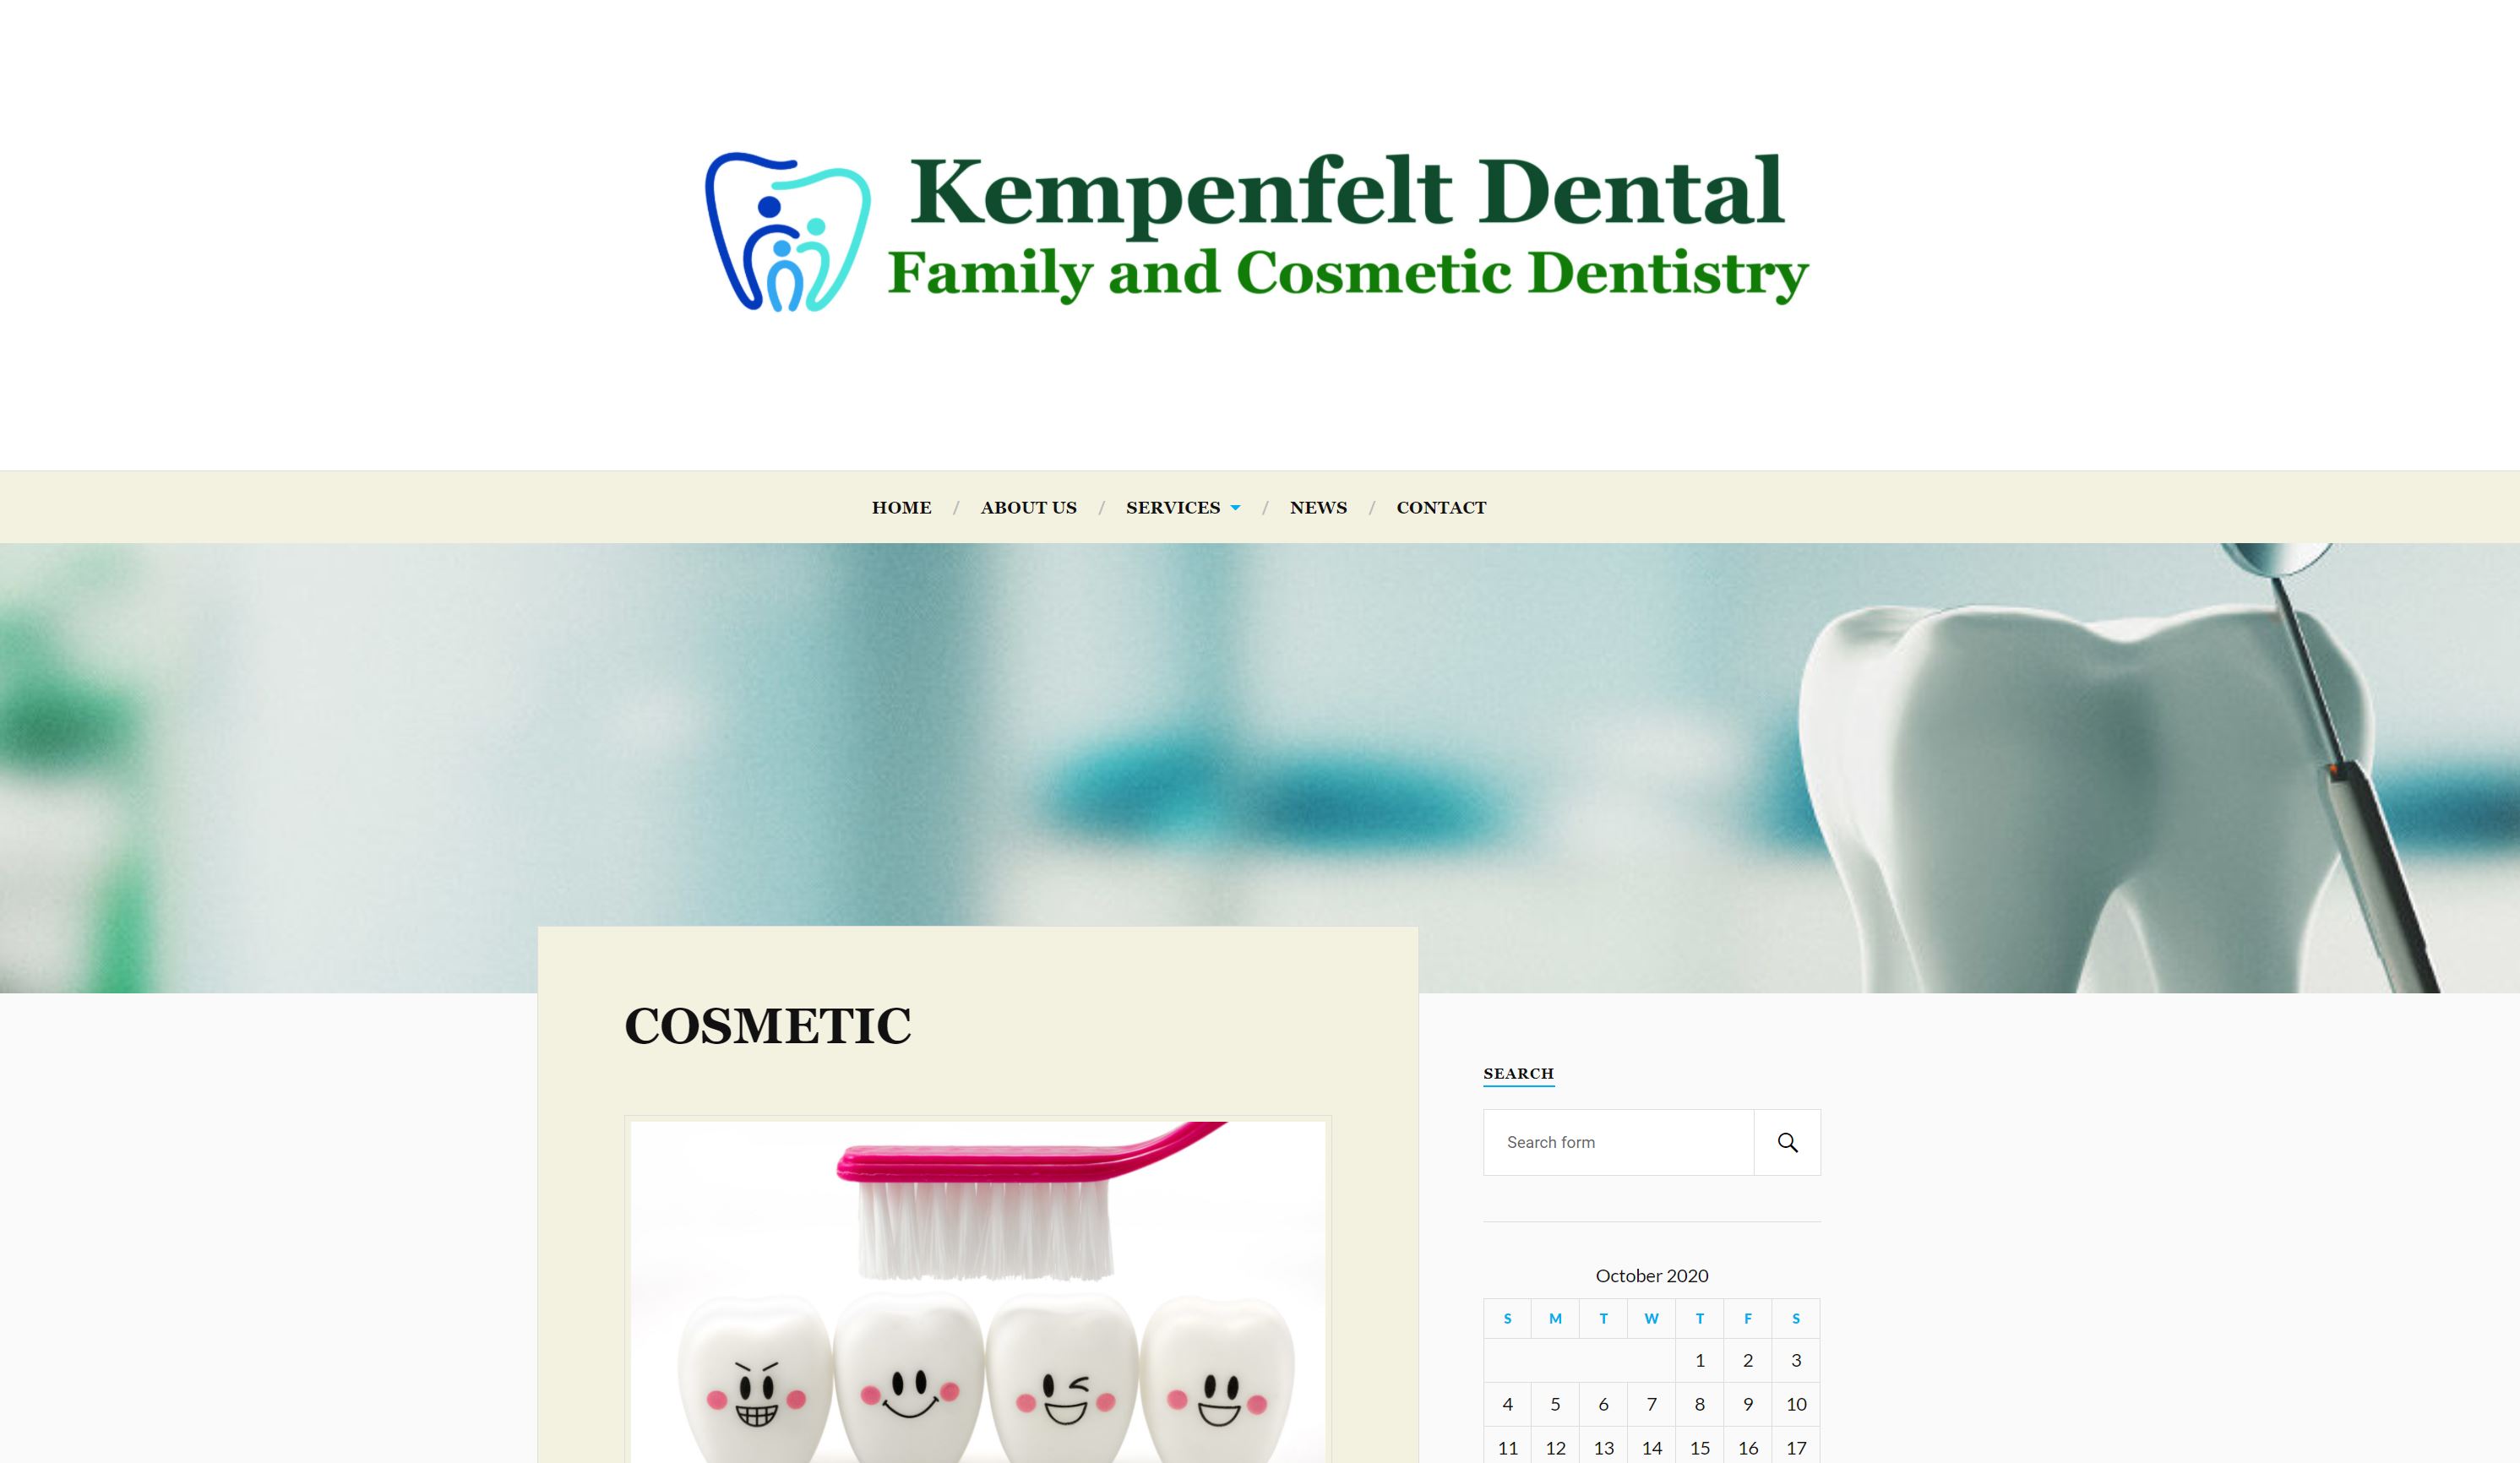 Kempenfelt Dental
Family and Cosmetic Dentistry
HOME / ABOUT US / SERVICES / NEWS / CONTACT
COSMETIC
SEARCH
Search form
October 2020
S M T W T F S
1 2 3
4 5 6 7 8 9 10
11 12 13 14 15 16 17